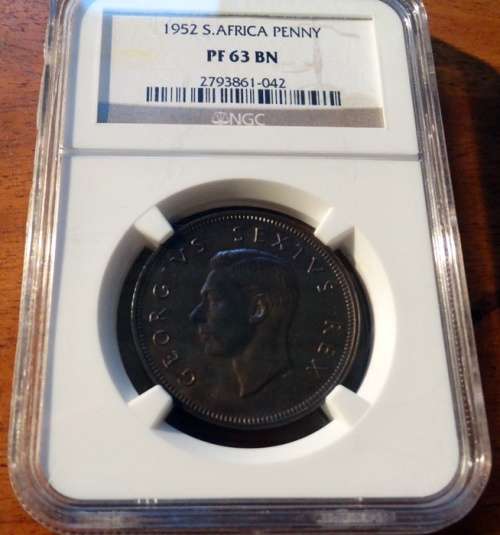 1952 S.AFRICA PENNY
PF 63 BN
2793861-042
NGC
GEORGIVS SEXTVS REX